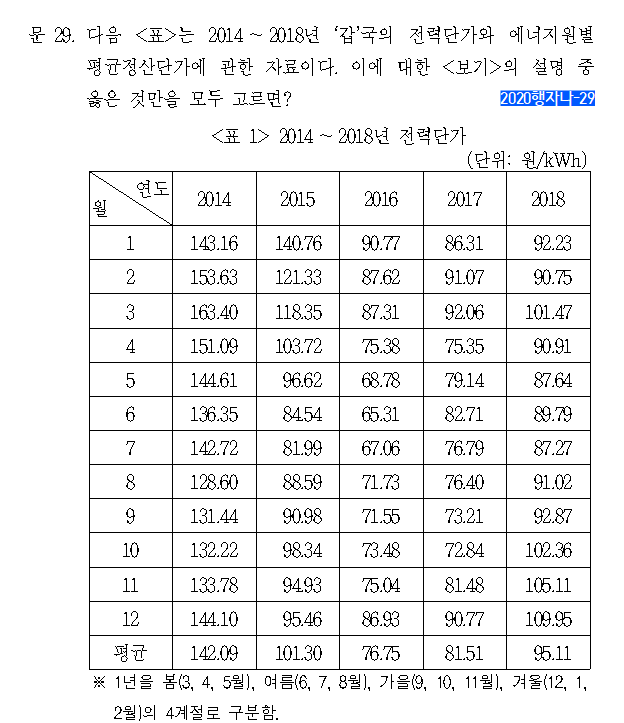 문 29. 다음 <표>는 2014 ~ 2018년 ‘갑’국의 전력단가와 에너지원별
평균정산단가에 관한 자료이다. 이에 대한 <보기>의 설명 중
옳은 것만을 모두 고르면? 2020행자나-29
<표 1> 2014 ~ 2018년 전력단가
(단위: 원/kWh)
월 연도 2014 2015 2016 2017 2018
1 143.16 140.76 90.77 86.31 92.23
2 153.63 121.33 87.62 91.07 90.75
3 163.40 118.35 87.31 92.06 101.47
4 151.09 103.72 75.38 75.35 90.91
5 144.61 96.62 68.78 79.14 87.64
6 136.35 84.54 65.31 82.71 89.79
7 142.72 81.99 67.06 76.79 87.27
8 128.60 88.59 71.73 76.40 91.02
9 131.44 90.98 71.55 73.21 92.87
10 132.22 98.34 73.48 72.84 102.36
11 133.78 94.93 75.04 81.48 105.11
12 144.10 95.46 86.93 90.77 109.95
평균 142.09 101.30 76.75 81.51 95.11
※ 1년을 봄(3, 4, 5월), 여름(6, 7, 8월), 가을(9, 10, 11월), 겨울(12, 1,
2월)의 4계절로 구분함.